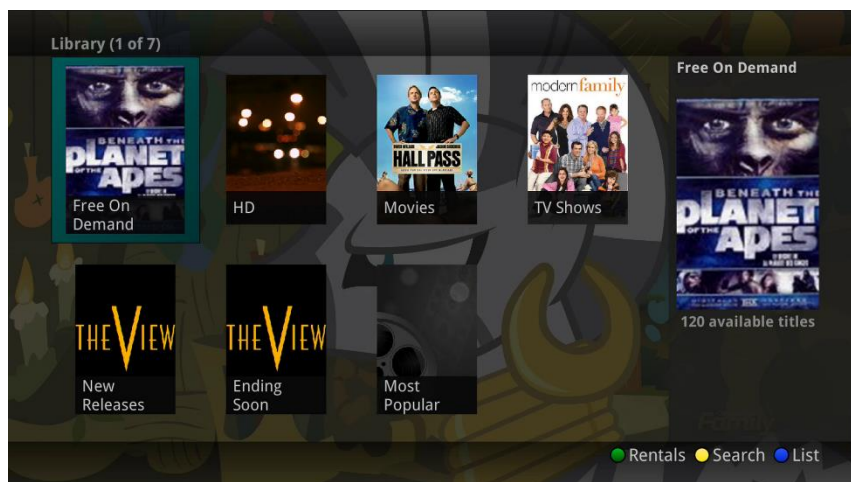 Library (1 of 7)
Free On Demand
BENEATH THE
PLANET
OF THE
APES
Free On
Demand
HD
HALL PASS
Movies
modern family
TV Shows
BENEATH THE
PLANET
OF THE
APES
120 available titles
THE VIEW
New
Releases
THE VIEW
Ending
Soon
Most
Popular
Family
Rentals
Search
List